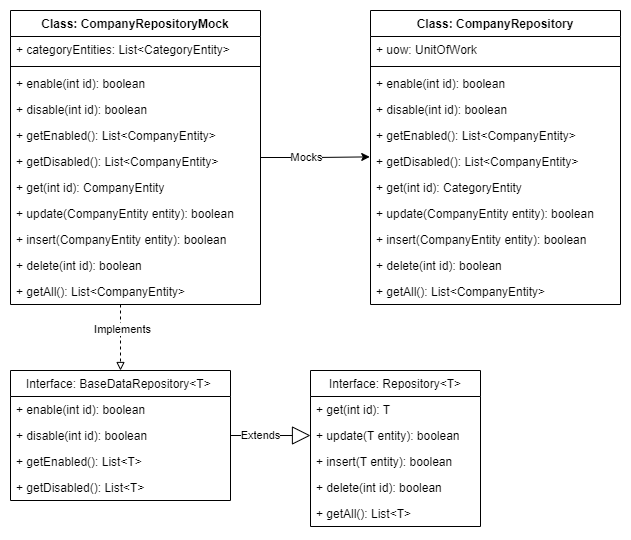 Class: CompanyRepositoryMock
+ categoryEntities: List<CategoryEntity>
+ enable(int id): boolean
+ disable(int id): boolean
+ getEnabled(): List<CompanyEntity>
+ getDisabled(): List<CompanyEntity>
+ get(int id): CompanyEntity
+ update(CompanyEntity entity): boolean
+ insert(CompanyEntity entity): boolean
+ delete(int id): boolean
+ getAll(): List<CompanyEntity>
Mocks
Class: CompanyRepository
+ uow: UnitOfWork
+ enable(int id): boolean
+ disable(int id): boolean
+ getEnabled(): List<CompanyEntity>
+ getDisabled(): List<CompanyEntity>
+ get(int id): CategoryEntity
+ update(CompanyEntity entity): boolean
+ insert(CompanyEntity entity): boolean
+ delete(int id): boolean
+ getAll(): List<CompanyEntity>
Implements
Interface: BaseDataRepository<T>
+ enable(int id): boolean
+ disable(int id): boolean
+ getEnabled(): List<T>
+ getDisabled(): List<T>
Extends
Interface: Repository<T>
+ get(int id): T
+ update(T entity): boolean
+ insert(T entity): boolean
+ delete(int id): boolean
+ getAll(): List<T>